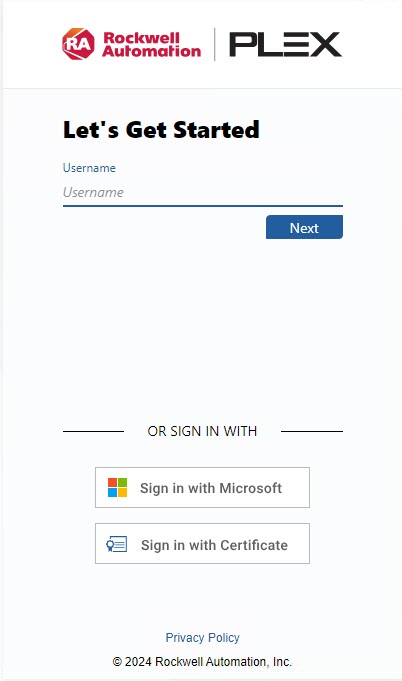 RA Rockwell Automation PLEX
Let's Get Started
Username
Username
Next
OR SIGN IN WITH
Sign in with Microsoft
Sign in with Certificate
Privacy Policy
© 2024 Rockwell Automation, Inc.